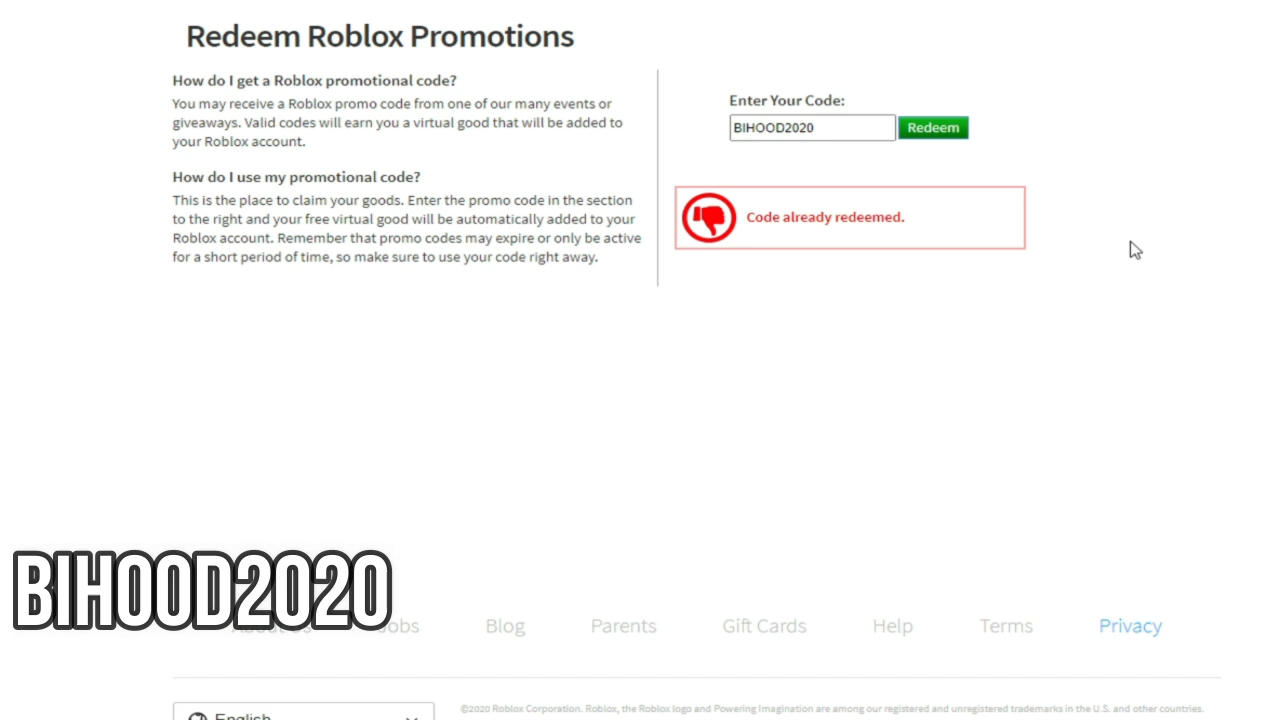 Redeem Roblox Promotions
How do I get a Roblox promotional code?
You may receive a Roblox promo code from one of our many events or
giveaways. Valid codes will earn you a virtual good that will be added to
your Roblox account.
How do I use my promotional code?
This is the place to claim your goods. Enter the promo code in the section
to the right and your free virtual good will be automatically added to your
Roblox account. Remember that promo codes may expire or only be active
for a short period of time, so make sure to use your code right away.
Enter Your Code:
BIHOOD2020 Redeem
Code already redeemed.
BIHOOD2020
About Us Jobs Blog Parents Gift Cards Help Terms Privacy
English
©2020 Roblox Corporation. Roblox, the Roblox logo and Powering Imagination are among our registered and unregistered trademarks in the U.S. and other countries.